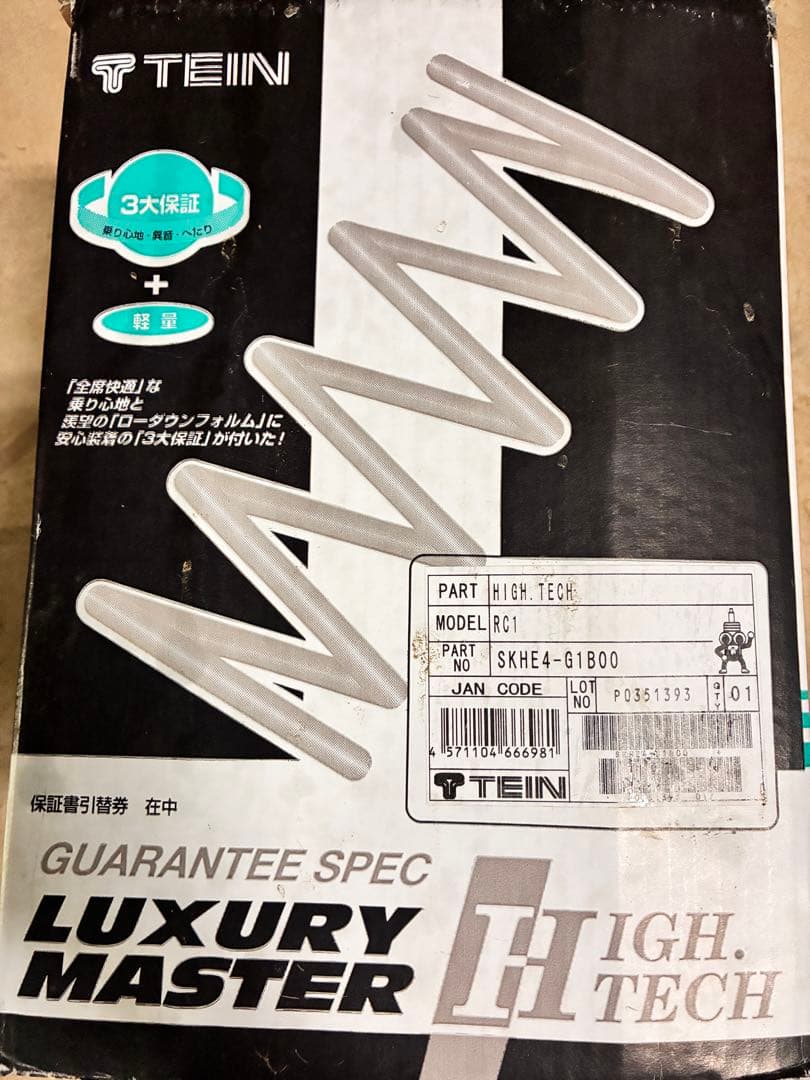 TEIN
3大保証
乗り心地・異音・へたり
+
軽量
「全席快適」な
乗り心地と
羨望の「ローダウンフォルム」に
安心装着の「3大保証」が付いた!
PART HIGH.TECH
MODEL RC1
PART NO SKHE4-G1B00
JAN CODE
LOT NO P0351393 QTY 01
4 571104 666981
TEIN
保証書引替券 在中
GUARANTEE SPEC
LUXURY
MASTER
HIGH.
TECH